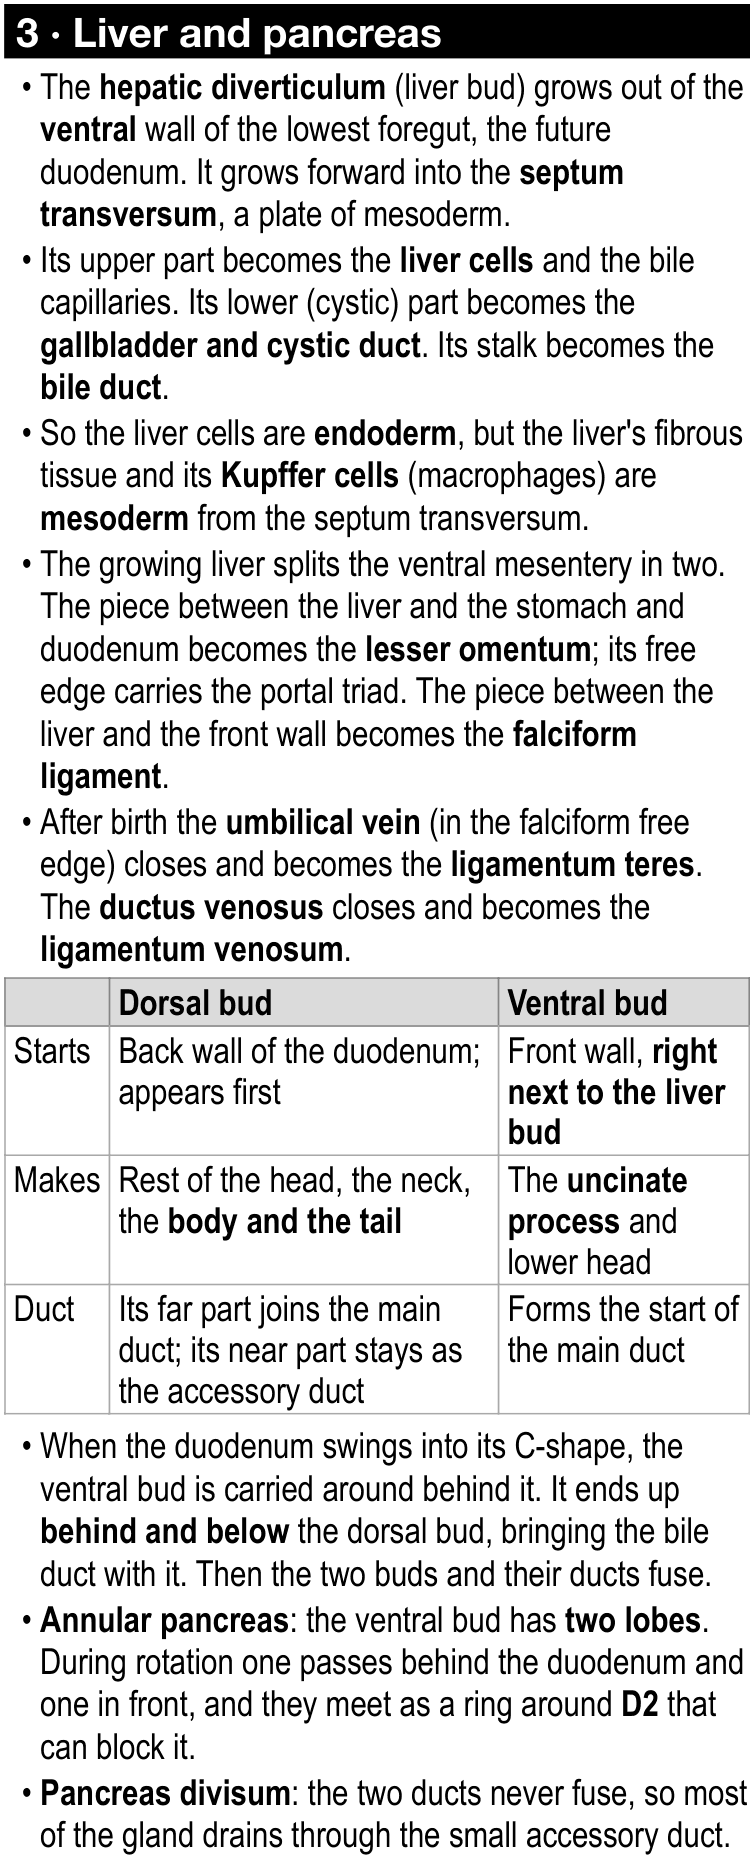 3 · Liver and pancreas
• The hepatic diverticulum (liver bud) grows out of the
ventral wall of the lowest foregut, the future
duodenum. It grows forward into the septum
transversum, a plate of mesoderm.
• Its upper part becomes the liver cells and the bile
capillaries. Its lower (cystic) part becomes the
gallbladder and cystic duct. Its stalk becomes the
bile duct.
• So the liver cells are endoderm, but the liver's fibrous
tissue and its Kupffer cells (macrophages) are
mesoderm from the septum transversum.
• The growing liver splits the ventral mesentery in two.
The piece between the liver and the stomach and
duodenum becomes the lesser omentum; its free
edge carries the portal triad. The piece between the
liver and the front wall becomes the falciform
ligament.
• After birth the umbilical vein (in the falciform free
edge) closes and becomes the ligamentum teres.
The ductus venosus closes and becomes the
ligamentum venosum.
Dorsal bud Ventral bud
Starts Back wall of the duodenum; Front wall, right
appears first next to the liver
bud
Makes Rest of the head, the neck, The uncinate
the body and the tail process and
lower head
Duct Its far part joins the main Forms the start of
duct; its near part stays as the main duct
the accessory duct
• When the duodenum swings into its C-shape, the
ventral bud is carried around behind it. It ends up
behind and below the dorsal bud, bringing the bile
duct with it. Then the two buds and their ducts fuse.
• Annular pancreas: the ventral bud has two lobes.
During rotation one passes behind the duodenum and
one in front, and they meet as a ring around D2 that
can block it.
• Pancreas divisum: the two ducts never fuse, so most
of the gland drains through the small accessory duct.